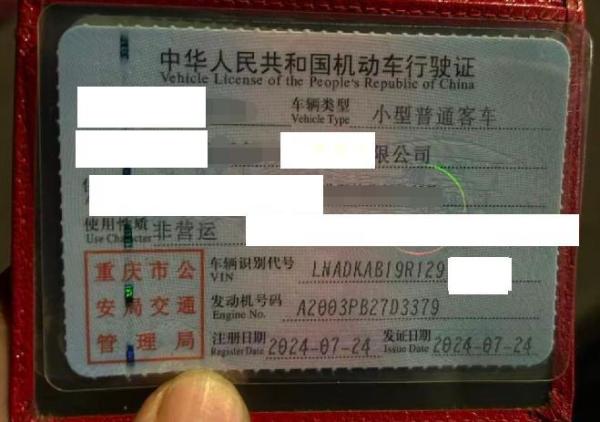 中华人民共和国机动车行驶证
Vehicle License of the People's Republic of China
车辆类型 小型普通客车
Vehicle Type
限公司
使用性质 非营运
Use Character
重庆市公
安局交通
管理局
车辆识别代号 LNADKAB19R129
VIN
发动机号码 A2003PB27D3379
Engine No.
注册日期 2024-07-24 发证日期 2024-07-24
Register Date Issue Date